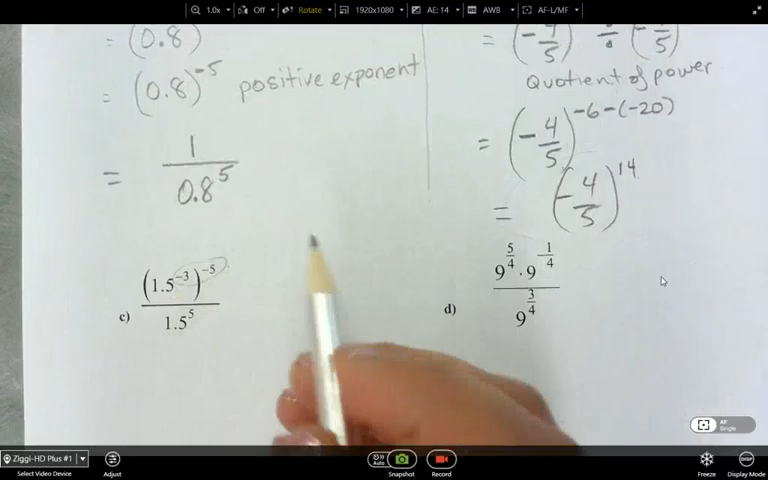 1.0x Off Rotate 1920x1080 AE: 14 AWB AF-L/MF
= (0.8)
= (0.8)^-5 positive exponent
= 1/0.8^5
Quotient of power
= (-4/5)^-6-(-20)
= (-4/5)^14
c) (1.5^-3)^-5 / 1.5^5
d) 9^5/4 · 9^-1/4 / 9^3/4
AF
Single
Ziggi-HD Plus #1
Select Video Device
Adjust
Auto
Snapshot
Record
Freeze
DISP
Display Mode